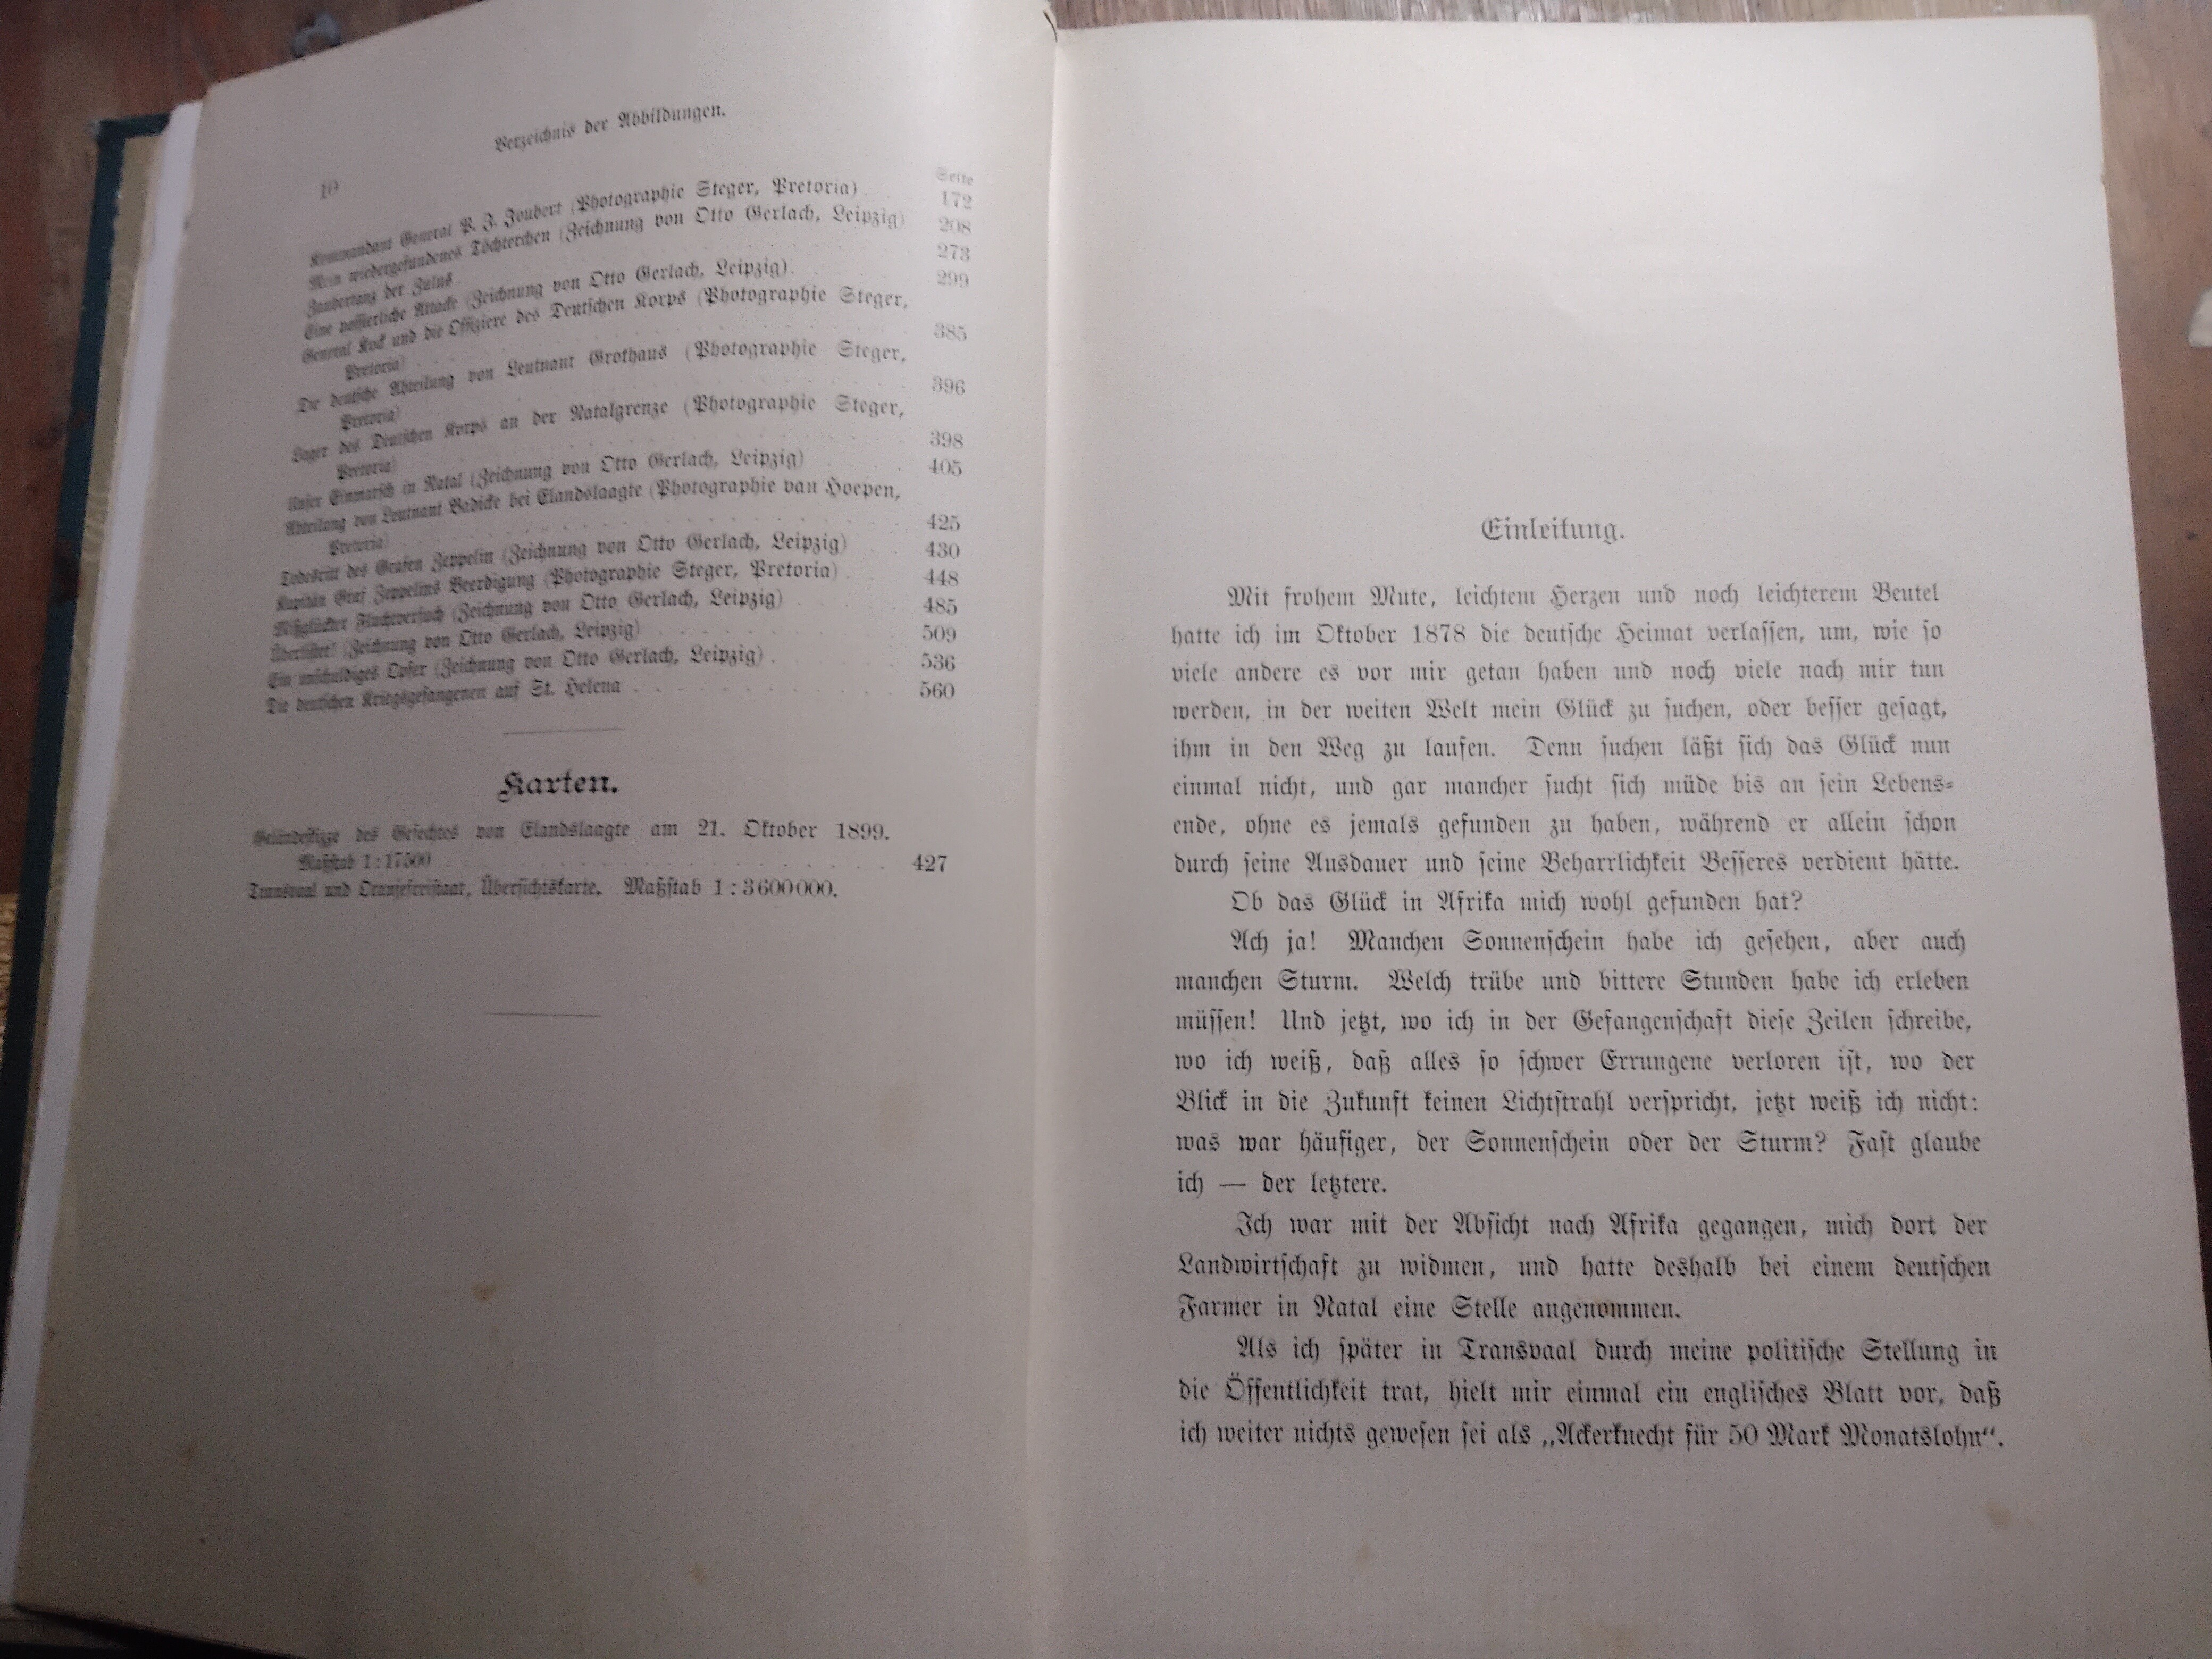 10
Verzeichnis der Abbildungen.
Seite
Kommandant General P. J. Joubert (Photographie Steger, Pretoria) . 172
Mein wiedergefundenes Töchterchen (Zeichnung von Otto Gerlach, Leipzig) 208
Zaubertanz der Zulus . . . . . . 273
Eine possierliche Attacke (Zeichnung von Otto Gerlach, Leipzig) . . . . 299
General Kock und die Offiziere des Deutschen Korps (Photographie Steger,
Pretoria) . . . . . . 385
Die deutsche Abteilung von Leutnant Grothaus (Photographie Steger,
Pretoria) . . . . . . 396
Lager des Deutschen Korps an der Natalgrenze (Photographie Steger,
Pretoria) . . . . . . 398
Unser Einmarsch in Natal (Zeichnung von Otto Gerlach, Leipzig) . . . 405
Abteilung von Leutnant Badicke bei Elandslaagte (Photographie van Hoepen,
Pretoria) . . . . . . 425
Todesritt des Grafen Zeppelin (Zeichnung von Otto Gerlach, Leipzig) . . 430
Kapitän Graf Zeppelins Beerdigung (Photographie Steger, Pretoria) . . 448
Mißglückter Fluchtversuch (Zeichnung von Otto Gerlach, Leipzig) . . . . 485
Überlistet! (Zeichnung von Otto Gerlach, Leipzig) . . . . . . 509
Ein unschuldiges Opfer (Zeichnung von Otto Gerlach, Leipzig) . . . . 536
Die deutschen Kriegsgefangenen auf St. Helena . . . . . . 560
Karten.
Geländeskizze des Gefechtes von Elandslaagte am 21. Oktober 1899.
Maßstab 1 : 17500 . . . . . . 427
Transvaal und Oranjefreistaat, Übersichtskarte. Maßstab 1 : 3600000.
Einleitung.
Mit frohem Mute, leichtem Herzen und noch leichterem Beutel
hatte ich im Oktober 1878 die deutsche Heimat verlassen, um, wie so
viele andere es vor mir getan haben und noch viele nach mir tun
werden, in der weiten Welt mein Glück zu suchen, oder besser gesagt,
ihm in den Weg zu laufen. Denn suchen läßt sich das Glück nun
einmal nicht, und gar mancher sucht sich müde bis an sein Lebens-
ende, ohne es jemals gefunden zu haben, während er allein schon
durch seine Ausdauer und seine Beharrlichkeit Besseres verdient hätte.
Ob das Glück in Afrika mich wohl gefunden hat?
Ach ja! Manchen Sonnenschein habe ich gesehen, aber auch
manchen Sturm. Welch trübe und bittere Stunden habe ich erleben
müssen! Und jetzt, wo ich in der Gefangenschaft diese Zeilen schreibe,
wo ich weiß, daß alles so schwer Errungene verloren ist, wo der
Blick in die Zukunft keinen Lichtstrahl verspricht, jetzt weiß ich nicht:
was war häufiger, der Sonnenschein oder der Sturm? Fast glaube
ich — der letztere.
Ich war mit der Absicht nach Afrika gegangen, mich dort der
Landwirtschaft zu widmen, und hatte deshalb bei einem deutschen
Farmer in Natal eine Stelle angenommen.
Als ich später in Transvaal durch meine politische Stellung in
die Öffentlichkeit trat, hielt mir einmal ein englisches Blatt vor, daß
ich weiter nichts gewesen sei als „Ackerknecht für 50 Mark Monatslohn“.